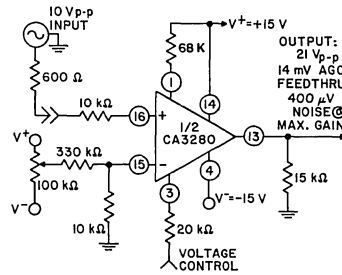 10 Vp-p
INPUT
600 Ω
10 kΩ
16
+
68 K
1
V+=+15 V
14
OUTPUT:
21 Vp-p
14 mV AGC
FEEDTHRU
400 μV
NOISE@
MAX. GAIN
1/2
CA3280
13
15 kΩ
V+
330 kΩ
15
−
100 kΩ
V−
10 kΩ
3
4
V−=-15 V
20 kΩ
VOLTAGE
CONTROL